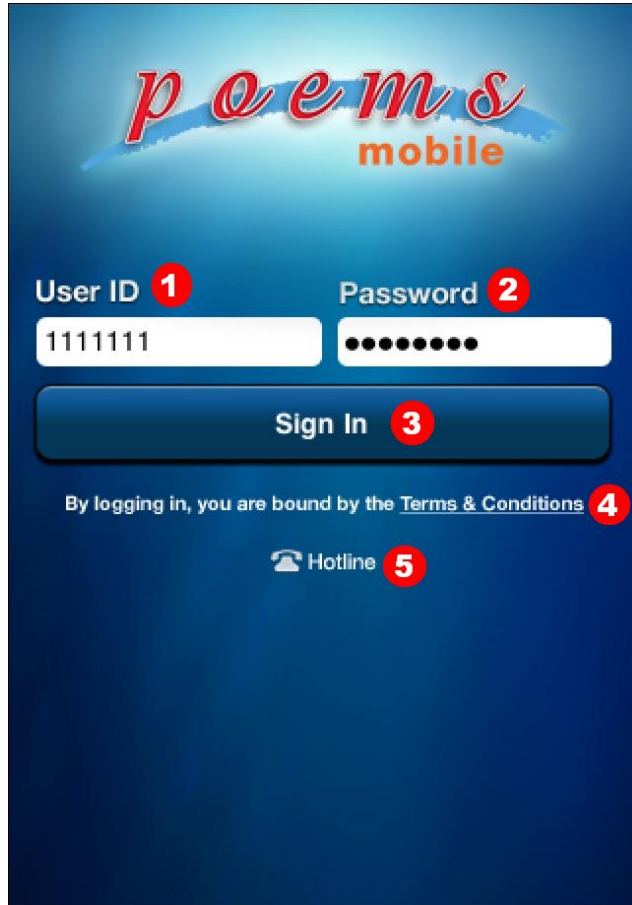 poems
mobile
User ID 1 Password 2
1111111 ●●●●●●●●
Sign In 3
By logging in, you are bound by the Terms & Conditions 4
Hotline 5